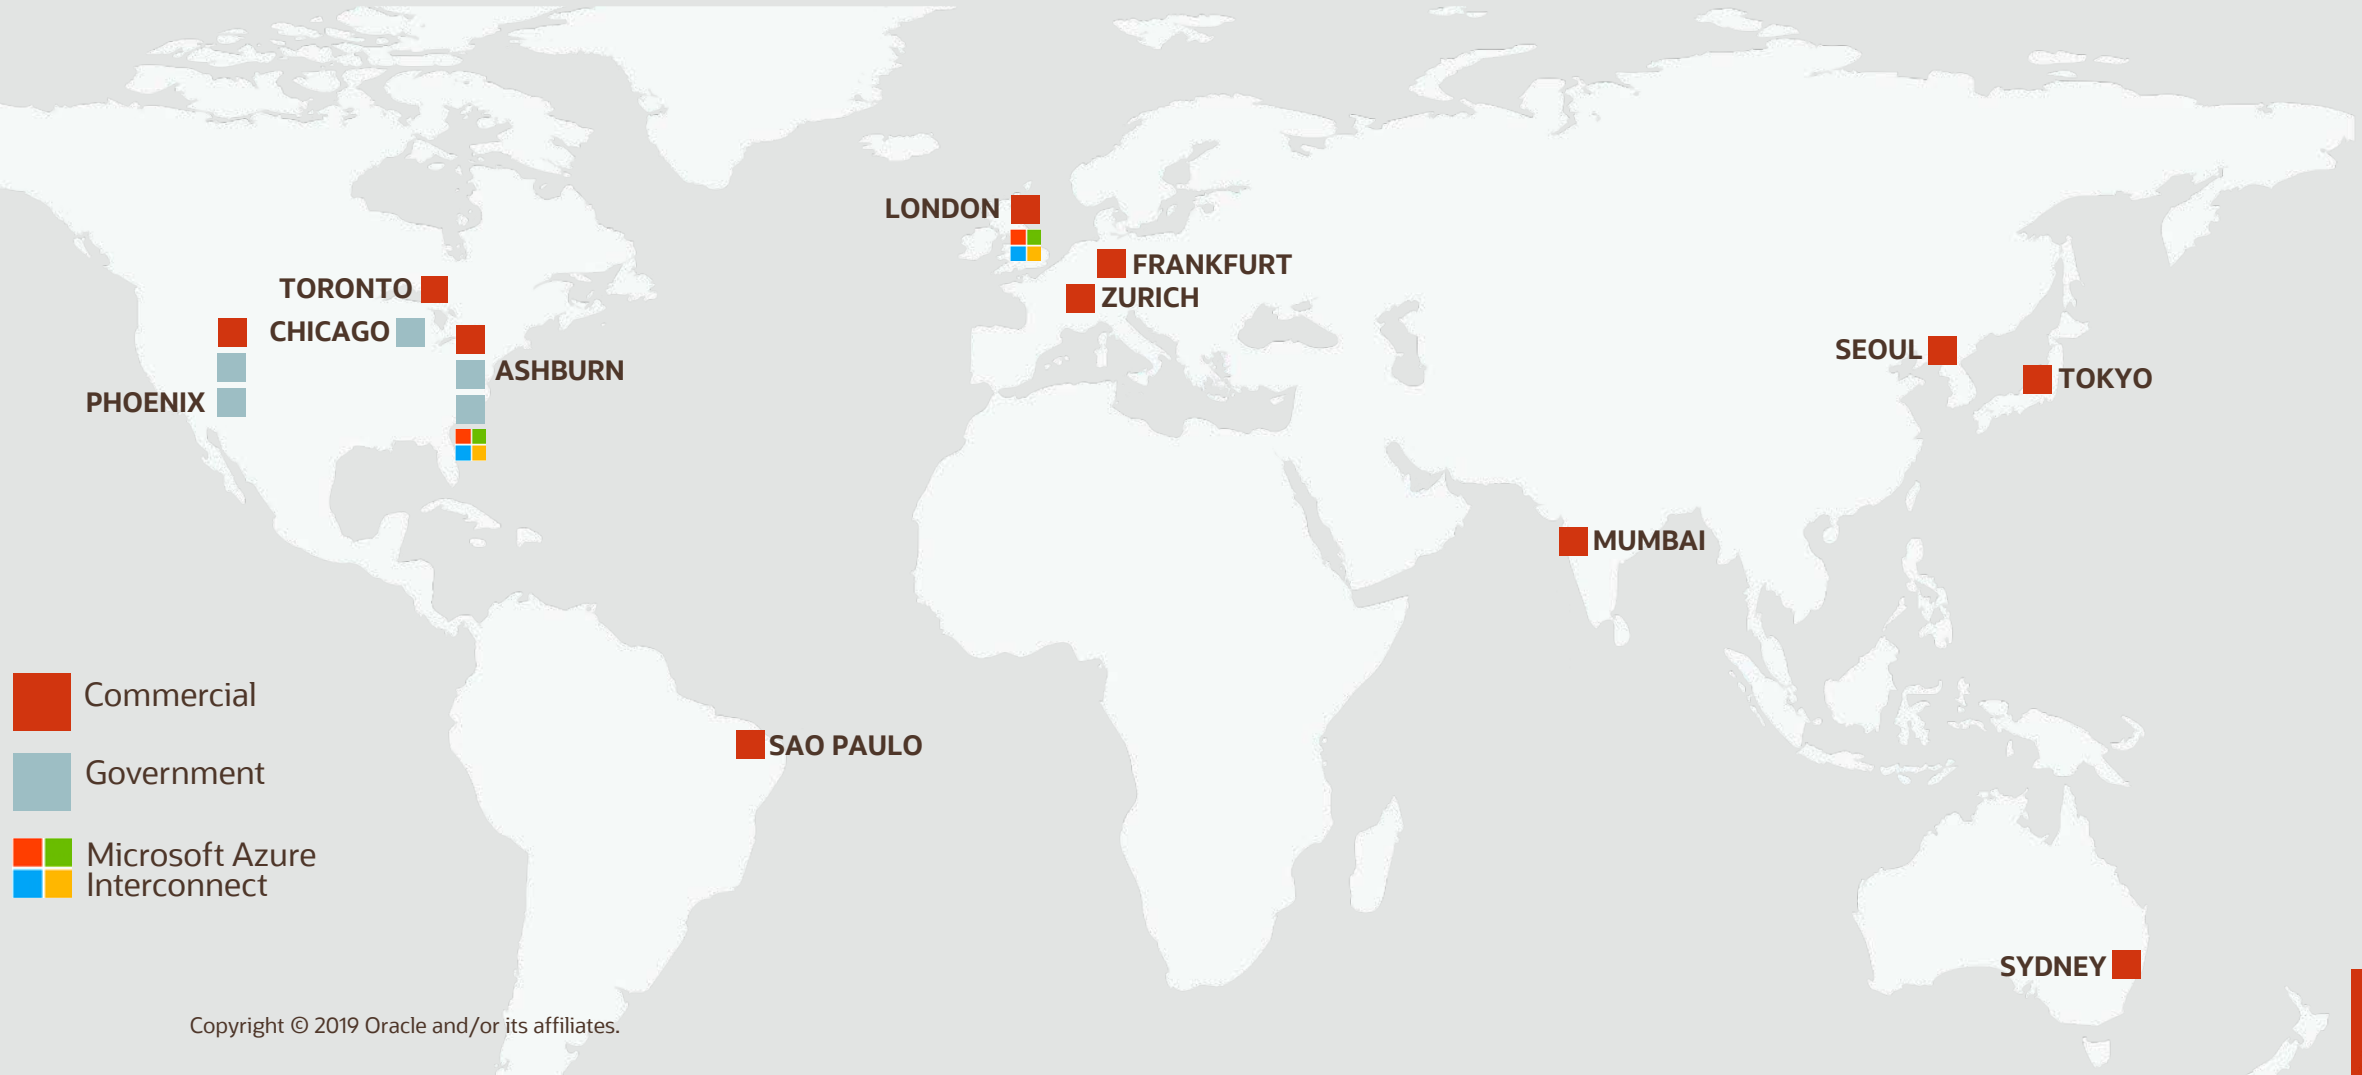 LONDON
FRANKFURT
TORONTO
ZURICH
CHICAGO
SEOUL
ASHBURN
TOKYO
PHOENIX
MUMBAI
Commercial
SAO PAULO
Government
Microsoft Azure
Interconnect
SYDNEY
Copyright © 2019 Oracle and/or its affiliates.